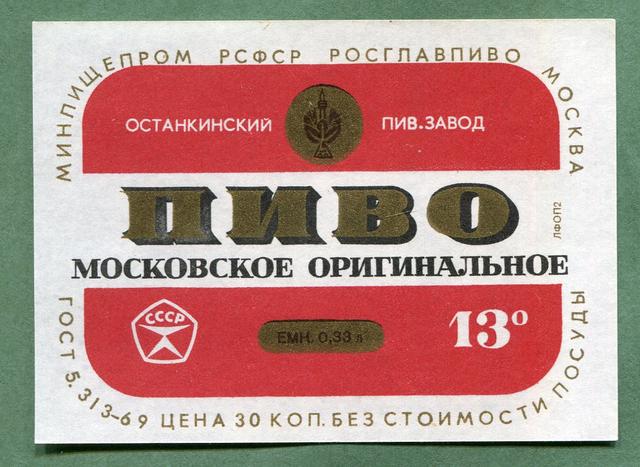 МИНПИЩЕПРОМ РСФСР РОСГЛАВПИВО МОСКВА
ОСТАНКИНСКИЙ ПИВ.ЗАВОД
ПИВО
ЛФОП2
МОСКОВСКОЕ ОРИГИНАЛЬНОЕ
СССР
ЕМН. 0,33 л
13°
ГОСТ 5.313-69 ЦЕНА 30 КОП. БЕЗ СТОИМОСТИ ПОСУДЫ